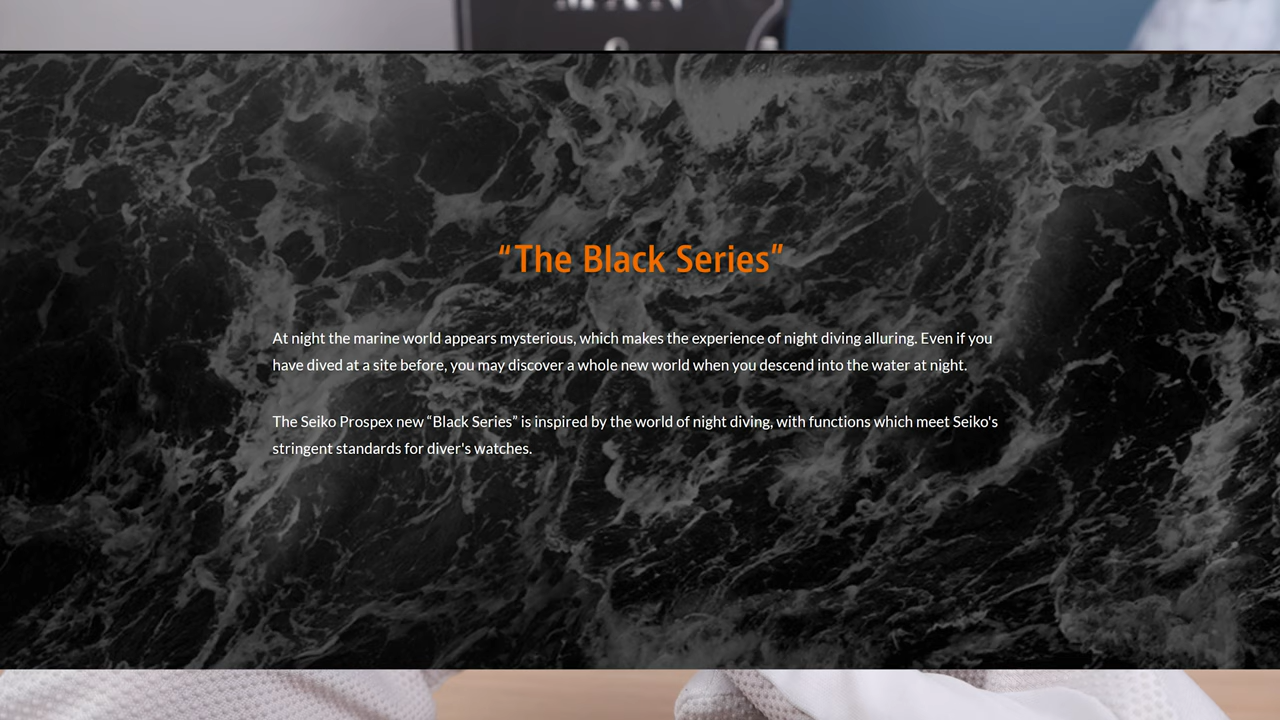 “The Black Series”
At night the marine world appears mysterious, which makes the experience of night diving alluring. Even if you
have dived at a site before, you may discover a whole new world when you descend into the water at night.
The Seiko Prospex new “Black Series” is inspired by the world of night diving, with functions which meet Seiko's
stringent standards for diver's watches.